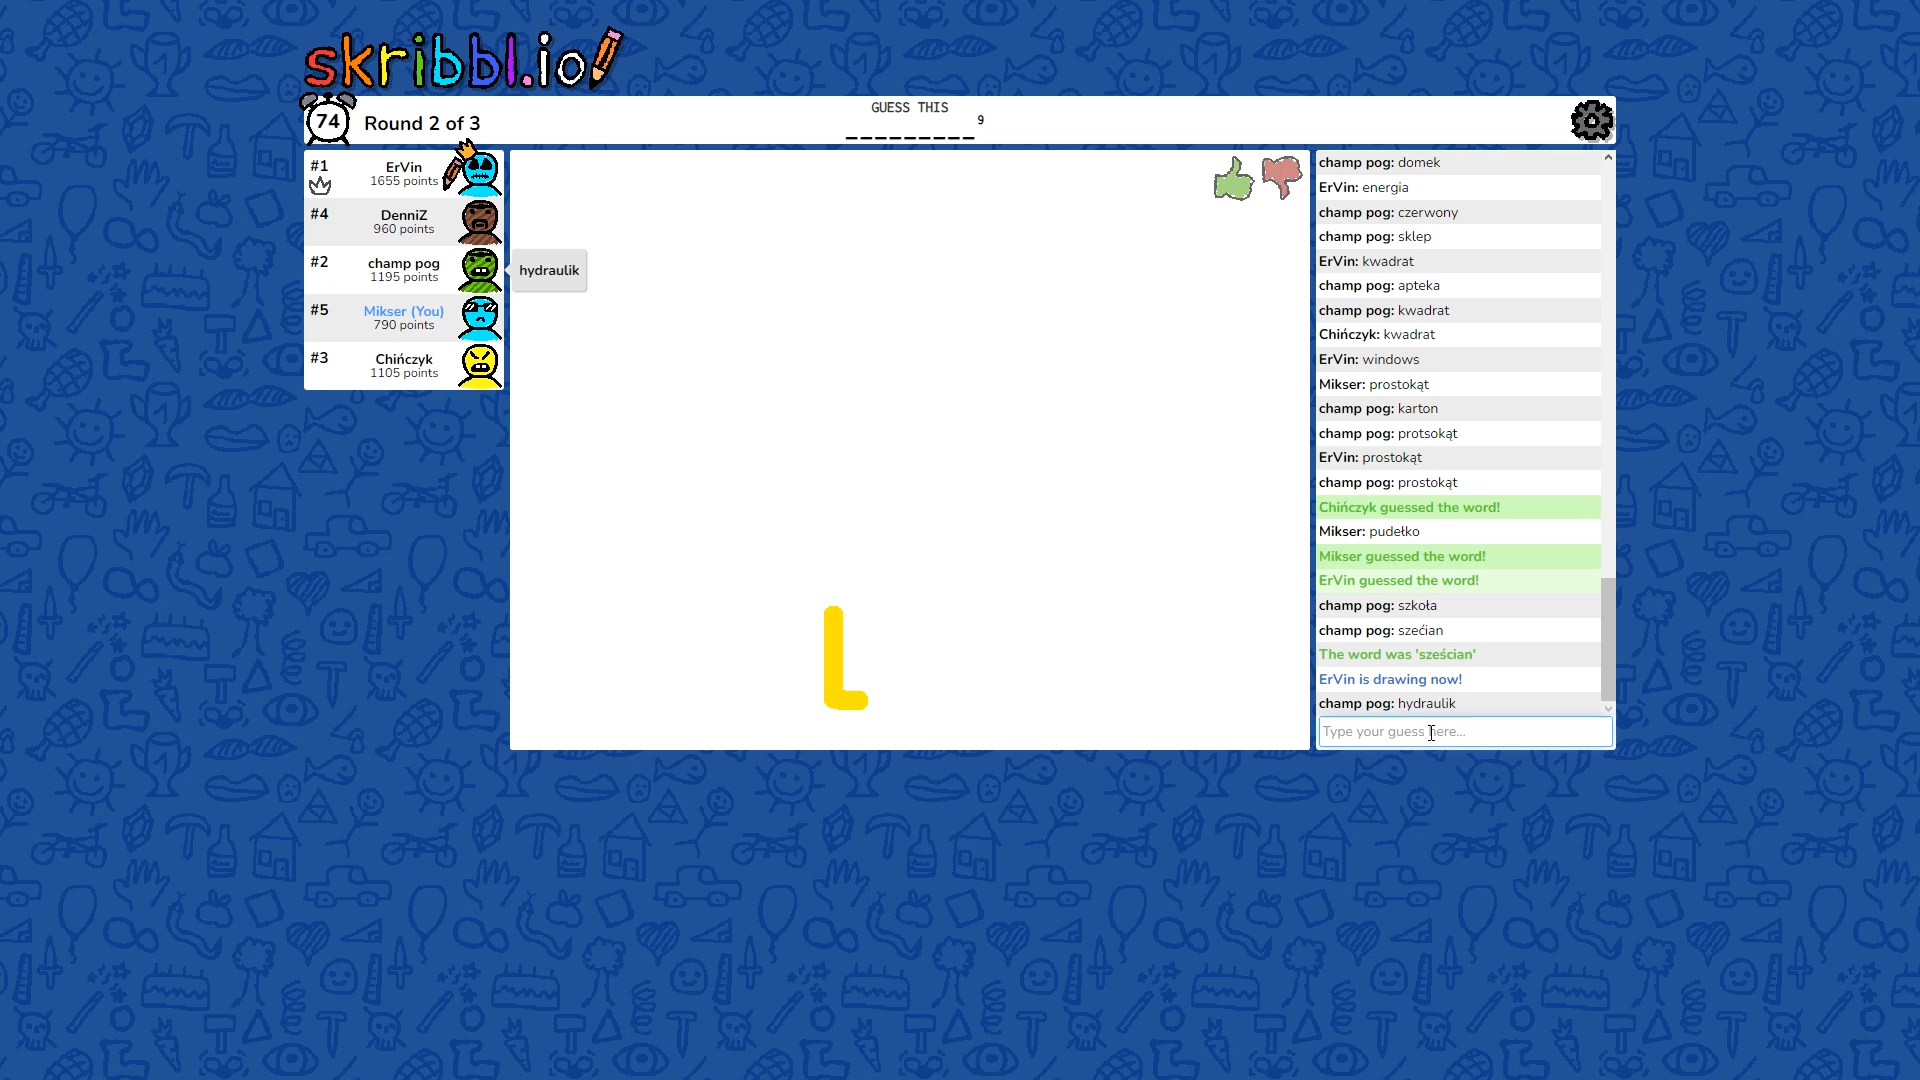 skribbl.io
74
Round 2 of 3
GUESS THIS
_________ 9
#1
ErVin
1655 points
#4
DenniZ
960 points
#2
champ pog
1195 points
hydraulik
#5
Mikser (You)
790 points
#3
Chińczyk
1105 points
champ pog: domek
ErVin: energia
champ pog: czerwony
champ pog: sklep
ErVin: kwadrat
champ pog: apteka
champ pog: kwadrat
Chińczyk: kwadrat
ErVin: windows
Mikser: prostokąt
champ pog: karton
champ pog: protsokąt
ErVin: prostokąt
champ pog: prostokąt
Chińczyk guessed the word!
Mikser: pudełko
Mikser guessed the word!
ErVin guessed the word!
champ pog: szkoła
champ pog: szećian
The word was 'sześcian'
ErVin is drawing now!
champ pog: hydraulik
Type your guess here...